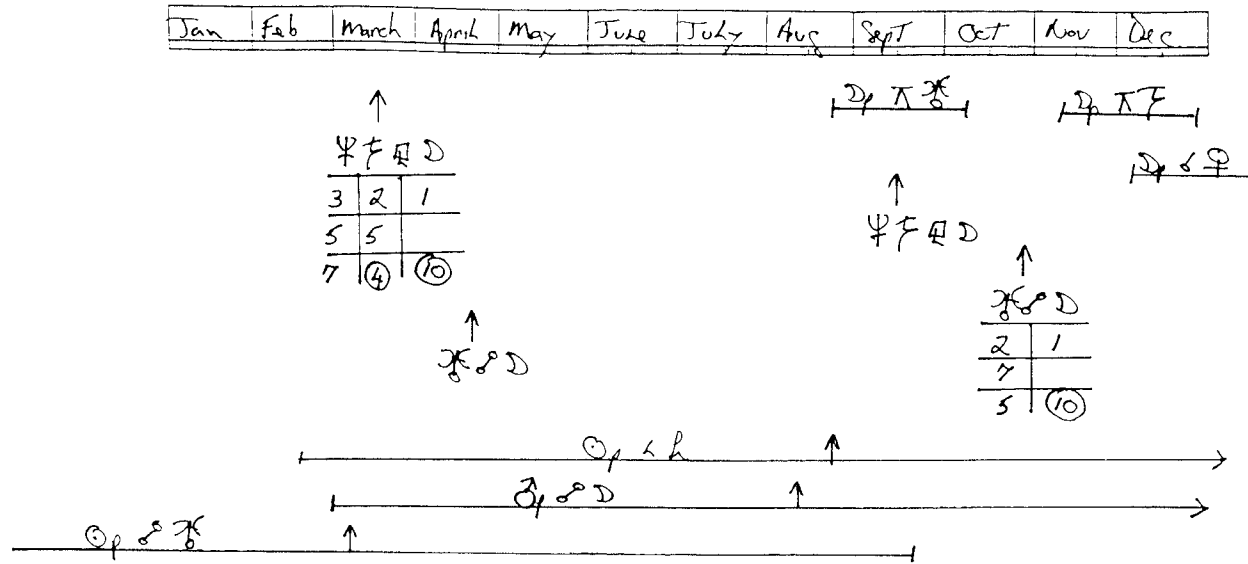 Jan Feb March April May June July Aug Sept Oct Nov Dec
☽p ⚻ ♅ ☽p ⚻
☽p ☌ ♀
♆ ☽
3 2 1
5 5
7 ④ ⑩
♆ ☽
♅ ☍ ☽
♅ ☍ ☽
2 1
7
5 ⑩
☉p ∠ ♄
♂p ☍ ☽
☉p ☍ ♅